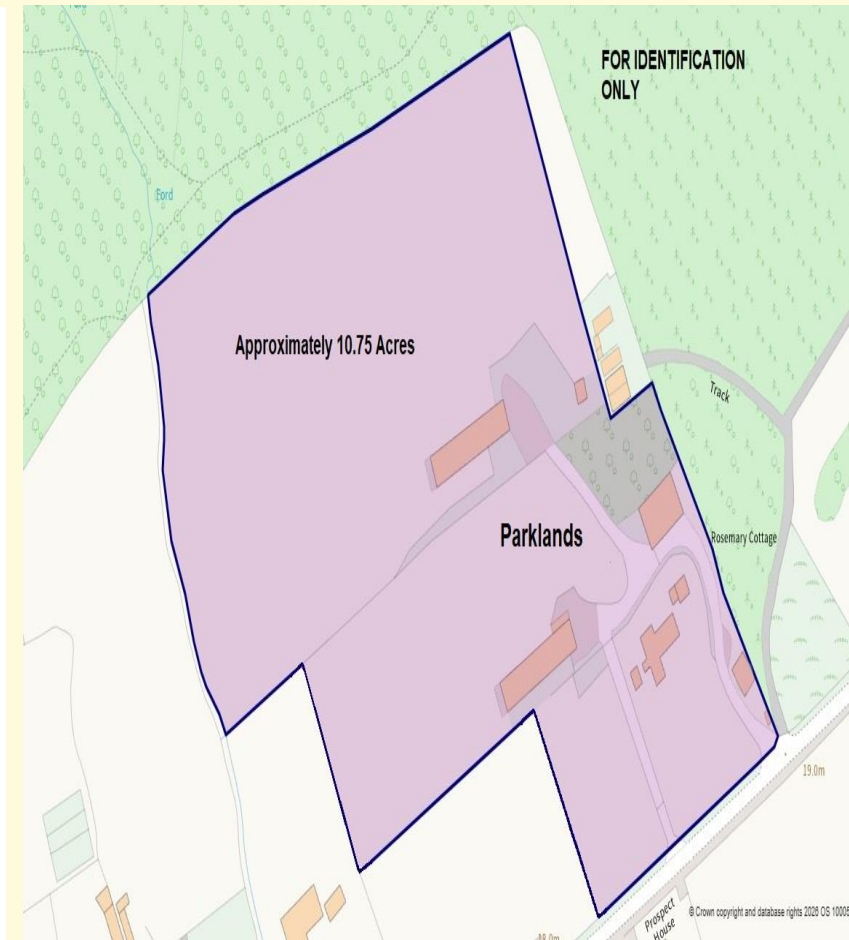 FOR IDENTIFICATION
ONLY
Ford
Approximately 10.75 Acres
Track
Parklands
Rosemary Cottage
19.0m
Prospect
House
© Crown copyright and database rights 2026 OS